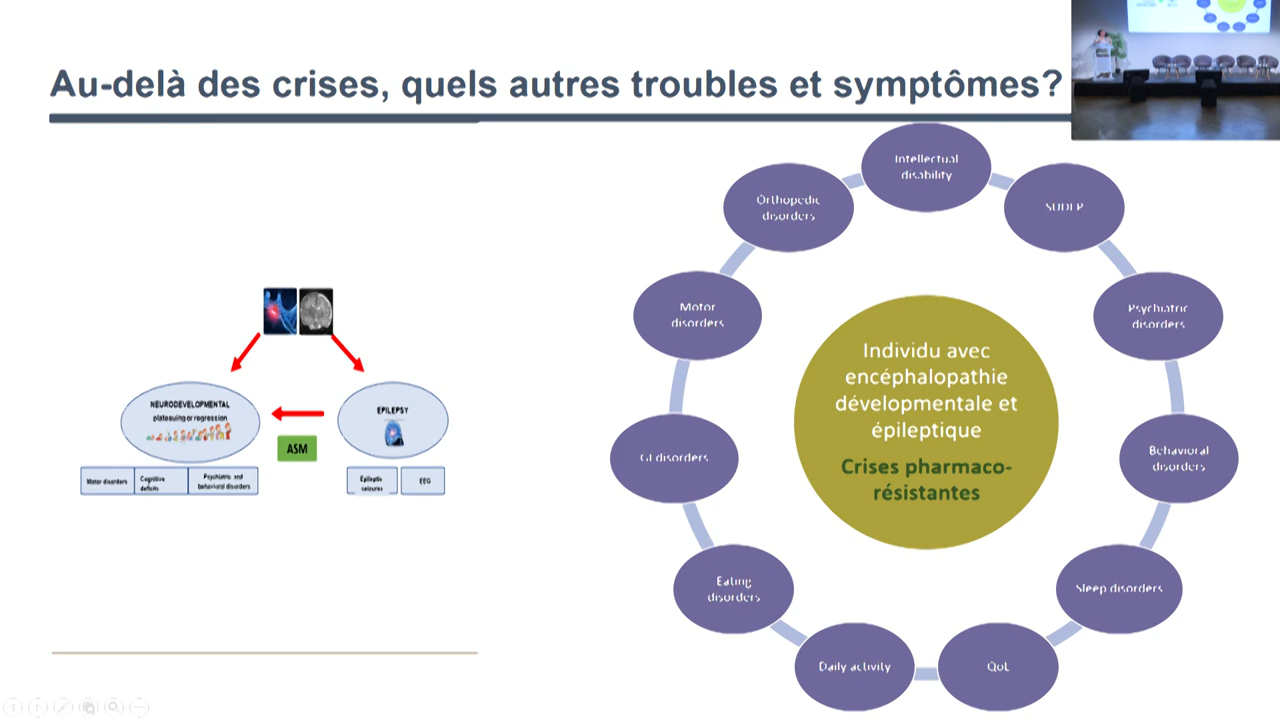 Au-delà des crises, quels autres troubles et symptômes?
NEURODEVELOPMENTAL
plateauing or regression
EPILEPSY
ASM
Motor disorders
Cognitive
deficits
Psychiatric and
behavioral disorders
Epileptic
seizures
EEG
Intellectual
disability
SUDEP
Psychiatric
disorders
Behavioral
disorders
Sleep disorders
QoL
Daily activity
Eating
disorders
GI disorders
Motor
disorders
Orthopedic
disorders
Individu avec
encéphalopathie
développementale et
épileptique
Crises pharmaco-
résistantes